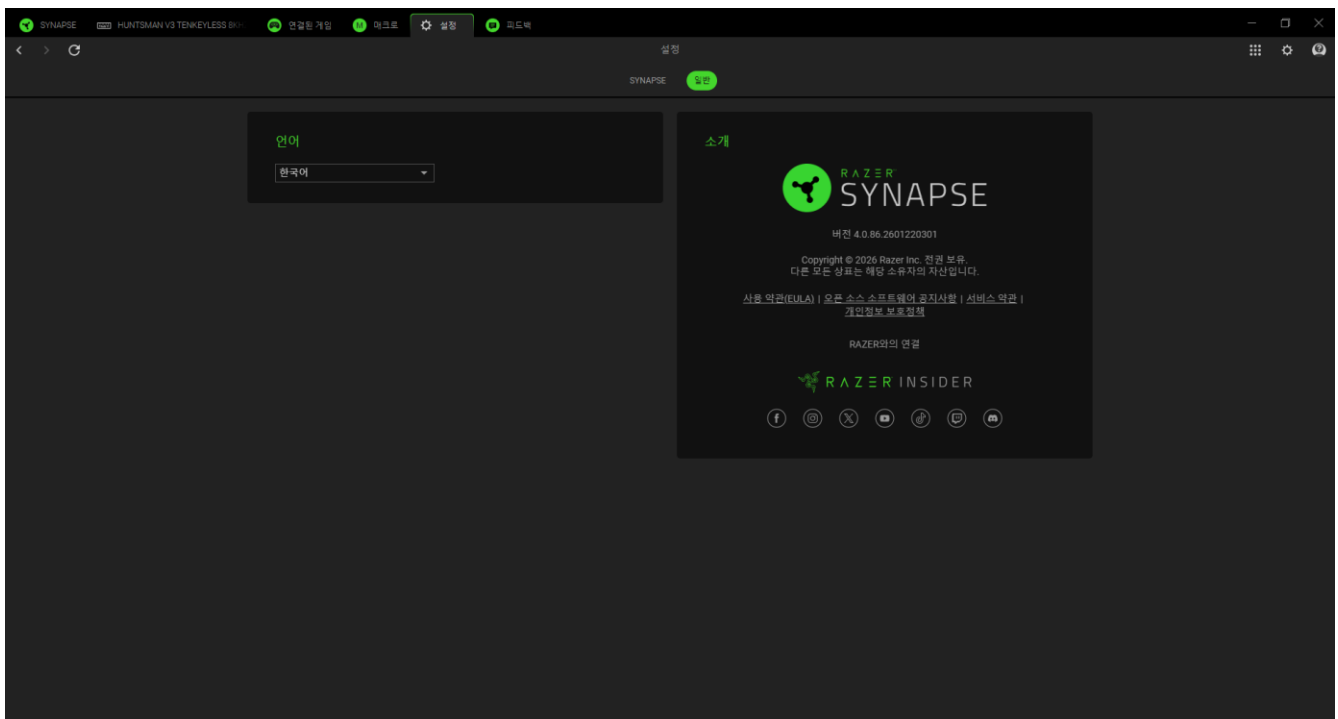 SYNAPSE HUNTSMAN V3 TENKEYLESS 8KH 연결된 게임 매크로 설정 피드백
설정
SYNAPSE 일반
언어
한국어
소개
RAZER
SYNAPSE
버전 4.0.86.2601220301
Copyright © 2026 Razer Inc. 전권 보유.
다른 모든 상표는 해당 소유자의 자산입니다.
사용 약관(EULA) | 오픈 소스 소프트웨어 공지사항 | 서비스 약관 |
개인정보 보호정책
RAZER와의 연결
RAZER INSIDER